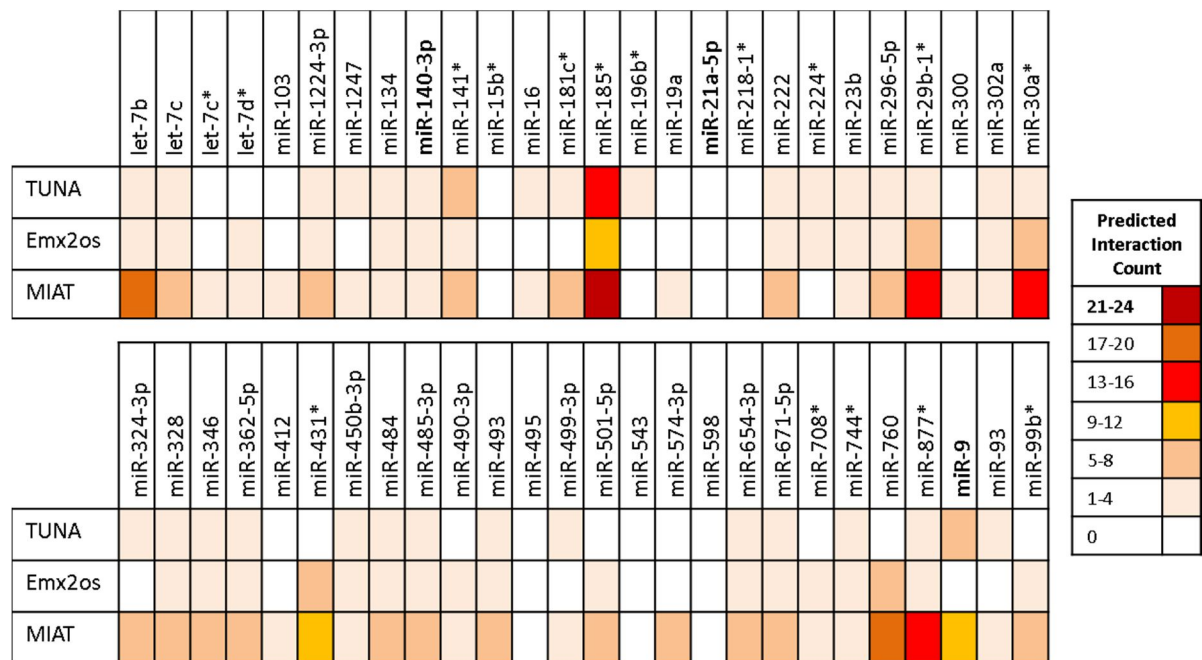 let-7b
let-7c
let-7c*
let-7d*
miR-103
miR-1224-3p
miR-1247
miR-134
miR-140-3p
miR-141*
miR-15b*
miR-16
miR-181c*
miR-185*
miR-196b*
miR-19a
miR-21a-5p
miR-218-1*
miR-222
miR-224*
miR-23b
miR-296-5p
miR-29b-1*
miR-300
miR-302a
miR-30a*
TUNA
Emx2os
MIAT
miR-324-3p
miR-328
miR-346
miR-362-5p
miR-412
miR-431*
miR-450b-3p
miR-484
miR-485-3p
miR-490-3p
miR-493
miR-495
miR-499-3p
miR-501-5p
miR-543
miR-574-3p
miR-598
miR-654-3p
miR-671-5p
miR-708*
miR-744*
miR-760
miR-877*
miR-9
miR-93
miR-99b*
TUNA
Emx2os
MIAT
Predicted
Interaction
Count
21-24
17-20
13-16
9-12
5-8
1-4
0